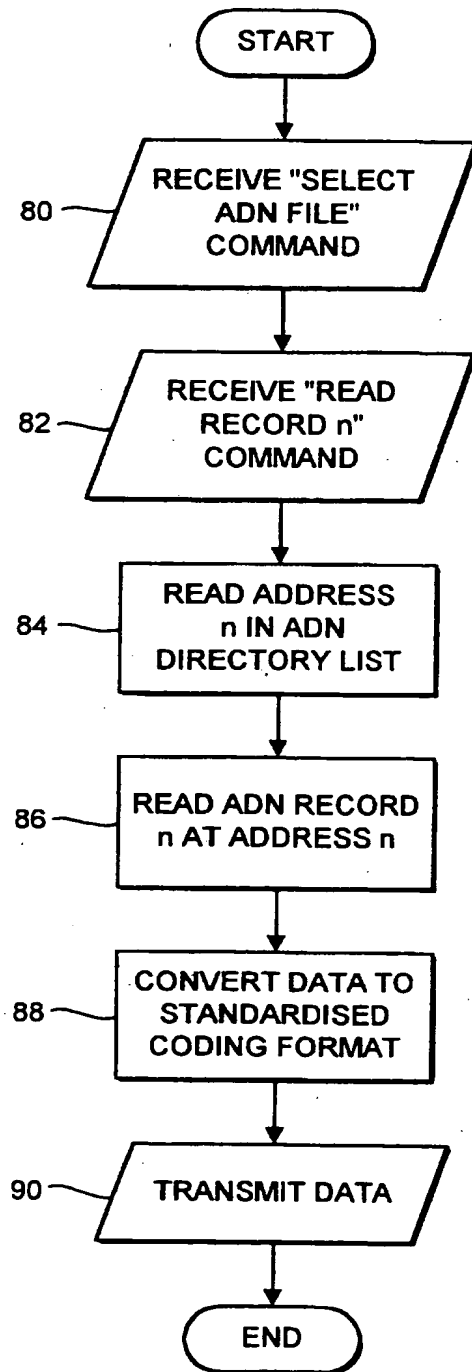 START
80
RECEIVE "SELECT
ADN FILE"
COMMAND
82
RECEIVE "READ
RECORD n"
COMMAND
84
READ ADDRESS
n IN ADN
DIRECTORY LIST
86
READ ADN RECORD
n AT ADDRESS n
88
CONVERT DATA TO
STANDARDISED
CODING FORMAT
90
TRANSMIT DATA
END